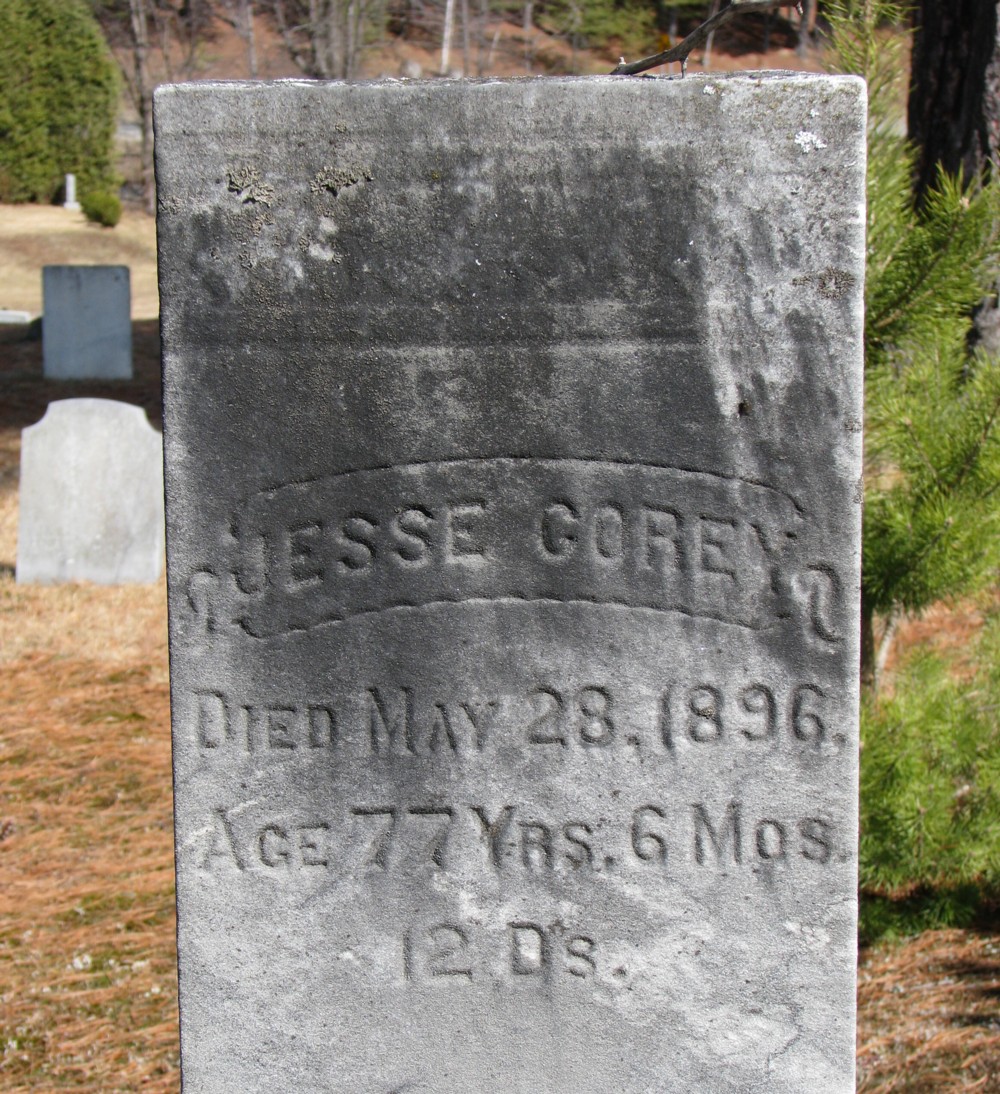 JESSE COREY
DIED MAY 28, 1896.
AGE 77 YRS. 6 MOS.
12 D's.